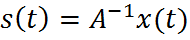 s(t) = A⁻¹x(t)